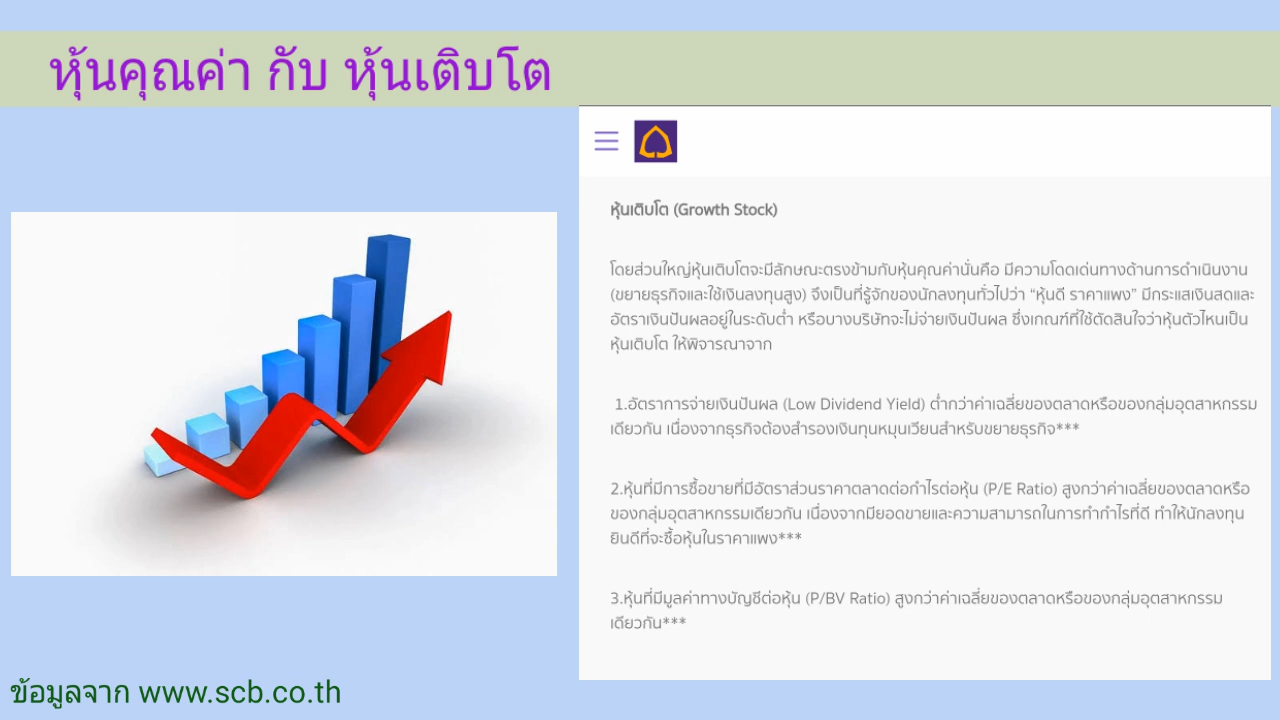 หุ้นคุณค่า กับ หุ้นเติบโต
หุ้นเติบโต (Growth Stock)
โดยส่วนใหญ่หุ้นเติบโตจะมีลักษณะตรงข้ามกับหุ้นคุณค่านั่นคือ มีความโดดเด่นทางด้านการดำเนินงาน
(ขยายธุรกิจและใช้เงินลงทุนสูง) จึงเป็นที่รู้จักของนักลงทุนทั่วไปว่า “หุ้นดี ราคาแพง” มีกระแสเงินสดและ
อัตราเงินปันผลอยู่ในระดับต่ำ หรือบางบริษัทจะไม่จ่ายเงินปันผล ซึ่งเกณฑ์ที่ใช้ตัดสินใจว่าหุ้นตัวไหนเป็น
หุ้นเติบโต ให้พิจารณาจาก
1.อัตราการจ่ายเงินปันผล (Low Dividend Yield) ต่ำกว่าค่าเฉลี่ยของตลาดหรือของกลุ่มอุตสาหกรรม
เดียวกัน เนื่องจากธุรกิจต้องสำรองเงินทุนหมุนเวียนสำหรับขยายธุรกิจ***
2.หุ้นที่มีการซื้อขายที่มีอัตราส่วนราคาตลาดต่อกำไรต่อหุ้น (P/E Ratio) สูงกว่าค่าเฉลี่ยของตลาดหรือ
ของกลุ่มอุตสาหกรรมเดียวกัน เนื่องจากมียอดขายและความสามารถในการทำกำไรที่ดี ทำให้นักลงทุน
ยินดีที่จะซื้อหุ้นในราคาแพง***
3.หุ้นที่มีมูลค่าทางบัญชีต่อหุ้น (P/BV Ratio) สูงกว่าค่าเฉลี่ยของตลาดหรือของกลุ่มอุตสาหกรรม
เดียวกัน***
ข้อมูลจาก www.scb.co.th